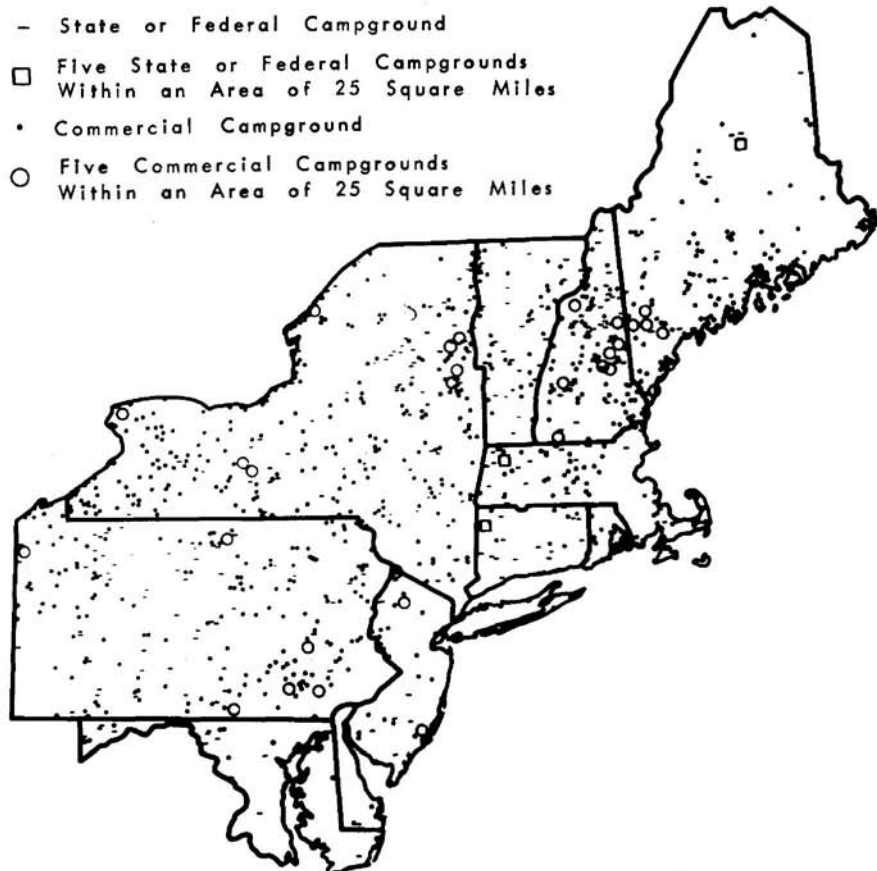 – State or Federal Campground
Five State or Federal Campgrounds
Within an Area of 25 Square Miles
• Commercial Campground
Five Commercial Campgrounds
Within an Area of 25 Square Miles